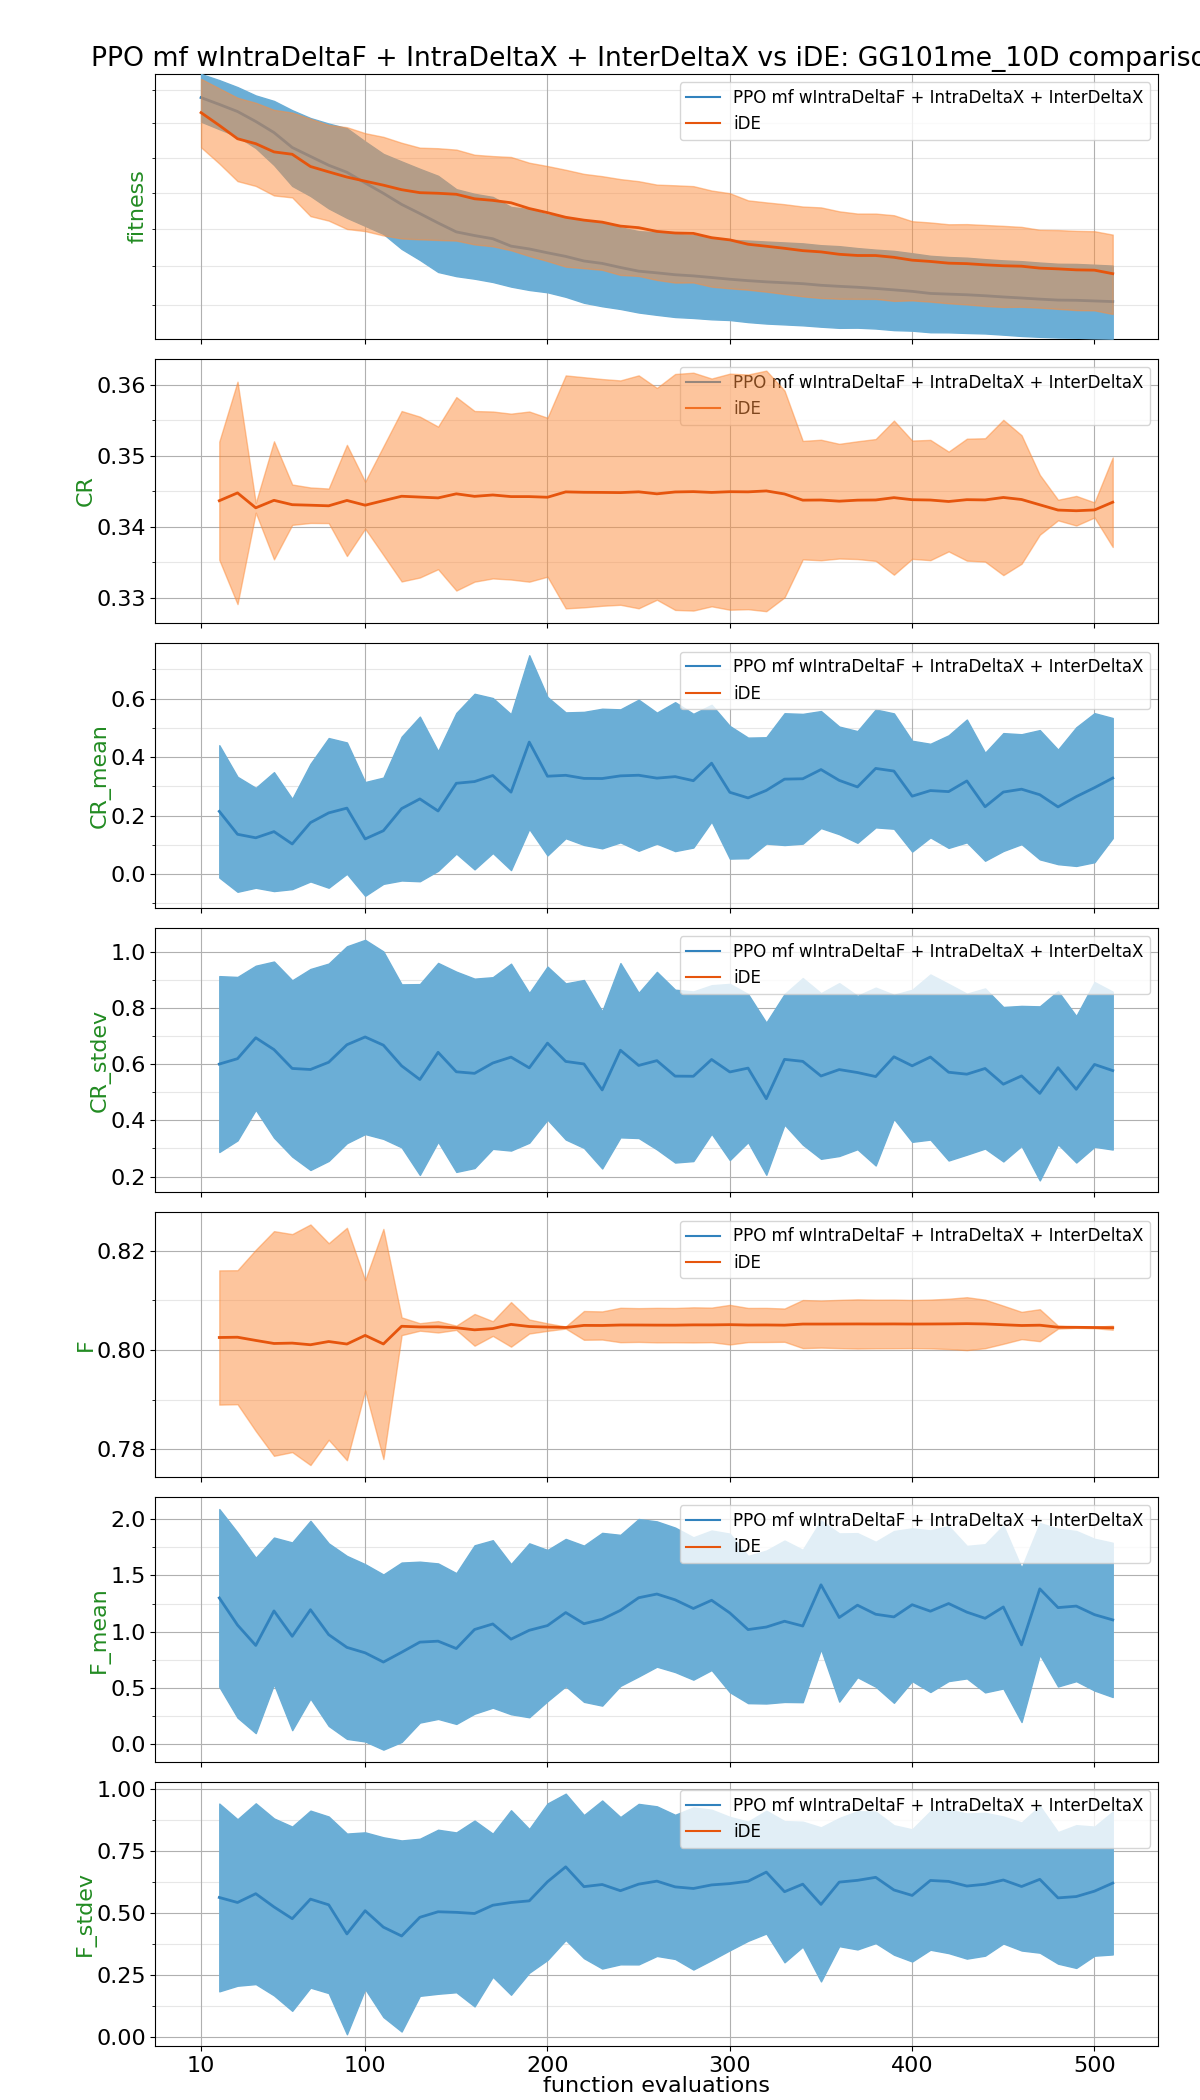 PPO mf wIntraDeltaF + IntraDeltaX + InterDeltaX vs iDE: GG101me_10D comparisc
PPO mf wIntraDeltaF + IntraDeltaX + InterDeltaX
iDE
fitness
PPO mf wIntraDeltaF + IntraDeltaX + InterDeltaX
iDE
0.36
0.35
0.34
0.33
CR
PPO mf wIntraDeltaF + IntraDeltaX + InterDeltaX
iDE
0.6
0.4
0.2
0.0
CR_mean
PPO mf wIntraDeltaF + IntraDeltaX + InterDeltaX
iDE
1.0
0.8
0.6
0.4
0.2
CR_stdev
PPO mf wIntraDeltaF + IntraDeltaX + InterDeltaX
iDE
0.82
0.80
0.78
F
PPO mf wIntraDeltaF + IntraDeltaX + InterDeltaX
iDE
2.0
1.5
1.0
0.5
0.0
F_mean
PPO mf wIntraDeltaF + IntraDeltaX + InterDeltaX
iDE
1.00
0.75
0.50
0.25
0.00
F_stdev
10 100 200 300 400 500
function evaluations